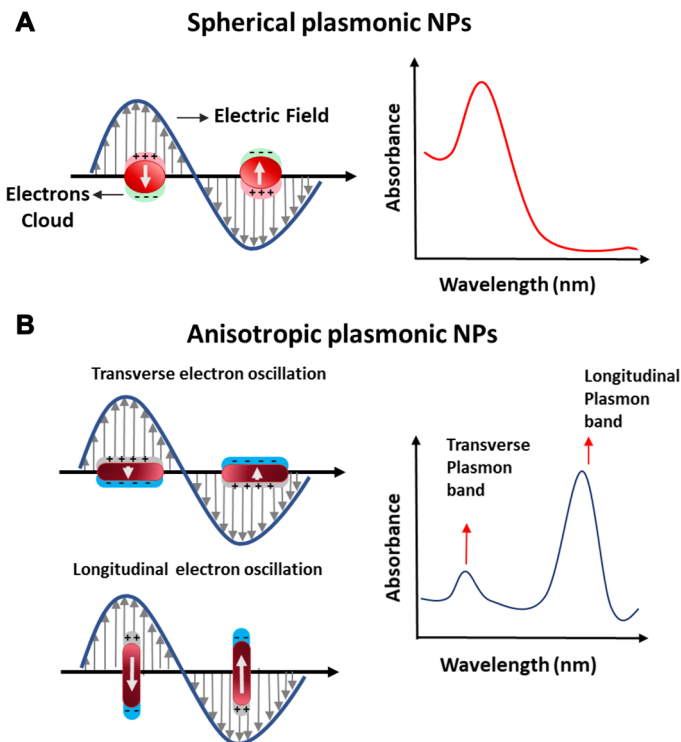 A
Spherical plasmonic NPs
Electric Field
+++
- - -
- - -
+++
Electrons
Cloud
Absorbance
Wavelength (nm)
B
Anisotropic plasmonic NPs
Transverse electron oscillation
+ + + + +
- - - - -
- - - - -
+ + + +
Longitudinal electron oscillation
++
- -
- -
++
Longitudinal
Plasmon
band
Transverse
Plasmon
band
Absorbance
Wavelength (nm)